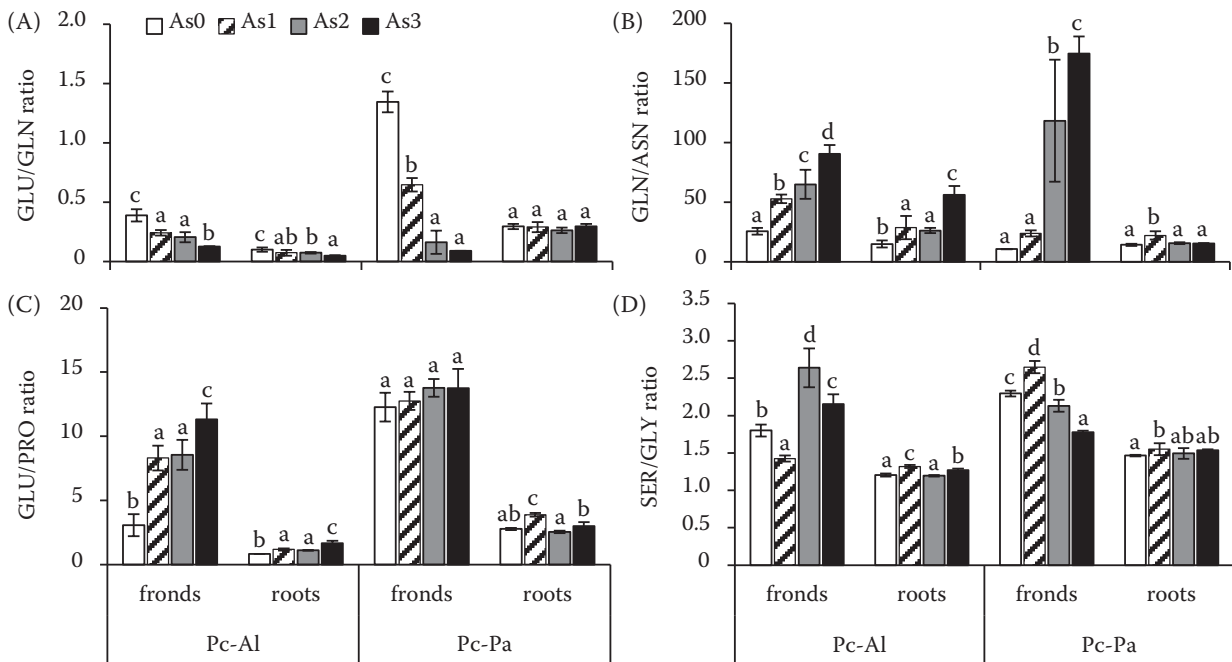 (A)
2.0
1.5
1.0
0.5
0
GLU/GLN ratio
As0 As1 As2 As3
c a a b c ab b a c b a a a a a a
(B)
200
150
100
50
0
GLN/ASN ratio
a b c d b a a c a a b c a b a a
(C)
20
15
10
5
0
GLU/PRO ratio
b a a c b a a c a a a a ab c a b
fronds roots fronds roots
Pc-Al Pc-Pa
(D)
3.5
3.0
2.5
2.0
1.5
1.0
0.5
0
SER/GLY ratio
b a d c a c a b c d b a a b ab ab
fronds roots fronds roots
Pc-Al Pc-Pa